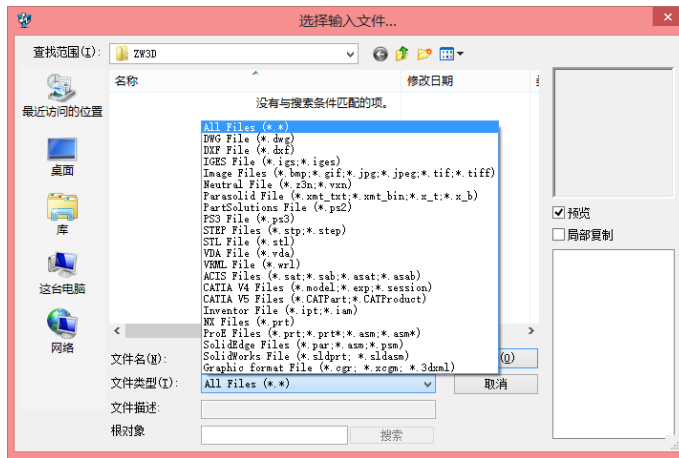 选择输入文件...
查找范围(I):
ZW3D
名称
修改日期
没有与搜索条件匹配的项。
最近访问的位置
桌面
库
这台电脑
网络
All Files (*.*)
DWG File (*.dwg)
DXF File (*.dxf)
IGES File (*.igs;*.iges)
Image Files (*.bmp;*.gif;*.jpg;*.jpeg;*.tif;*.tiff)
Neutral File (*.z3n;*.vxn)
Parasolid File (*.xmt_txt;*.xmt_bin;*.x_t;*.x_b)
PartSolutions File (*.ps2)
PS3 File (*.ps3)
STEP Files (*.stp;*.step)
STL File (*.stl)
VDA File (*.vda)
VRML File (*.wrl)
ACIS Files (*.sat;*.sab;*.asat;*.asab)
CATIA V4 Files (*.model;*.exp;*.session)
CATIA V5 Files (*.CATPart;*.CATProduct)
Inventor File (*.ipt;*.iam)
NX Files (*.prt)
ProE Files (*.prt;*.prt*;*.asm;*.asm*)
SolidEdge Files (*.par;*.asm;*.psm)
SolidWorks File (*.sldprt; *.sldasm)
Graphic format File (*.cgr; *.xcgm; *.3dxml)
预览
局部复制
文件名(N):
(O)
文件类型(T):
All Files (*.*)
取消
文件描述:
根对象
搜索